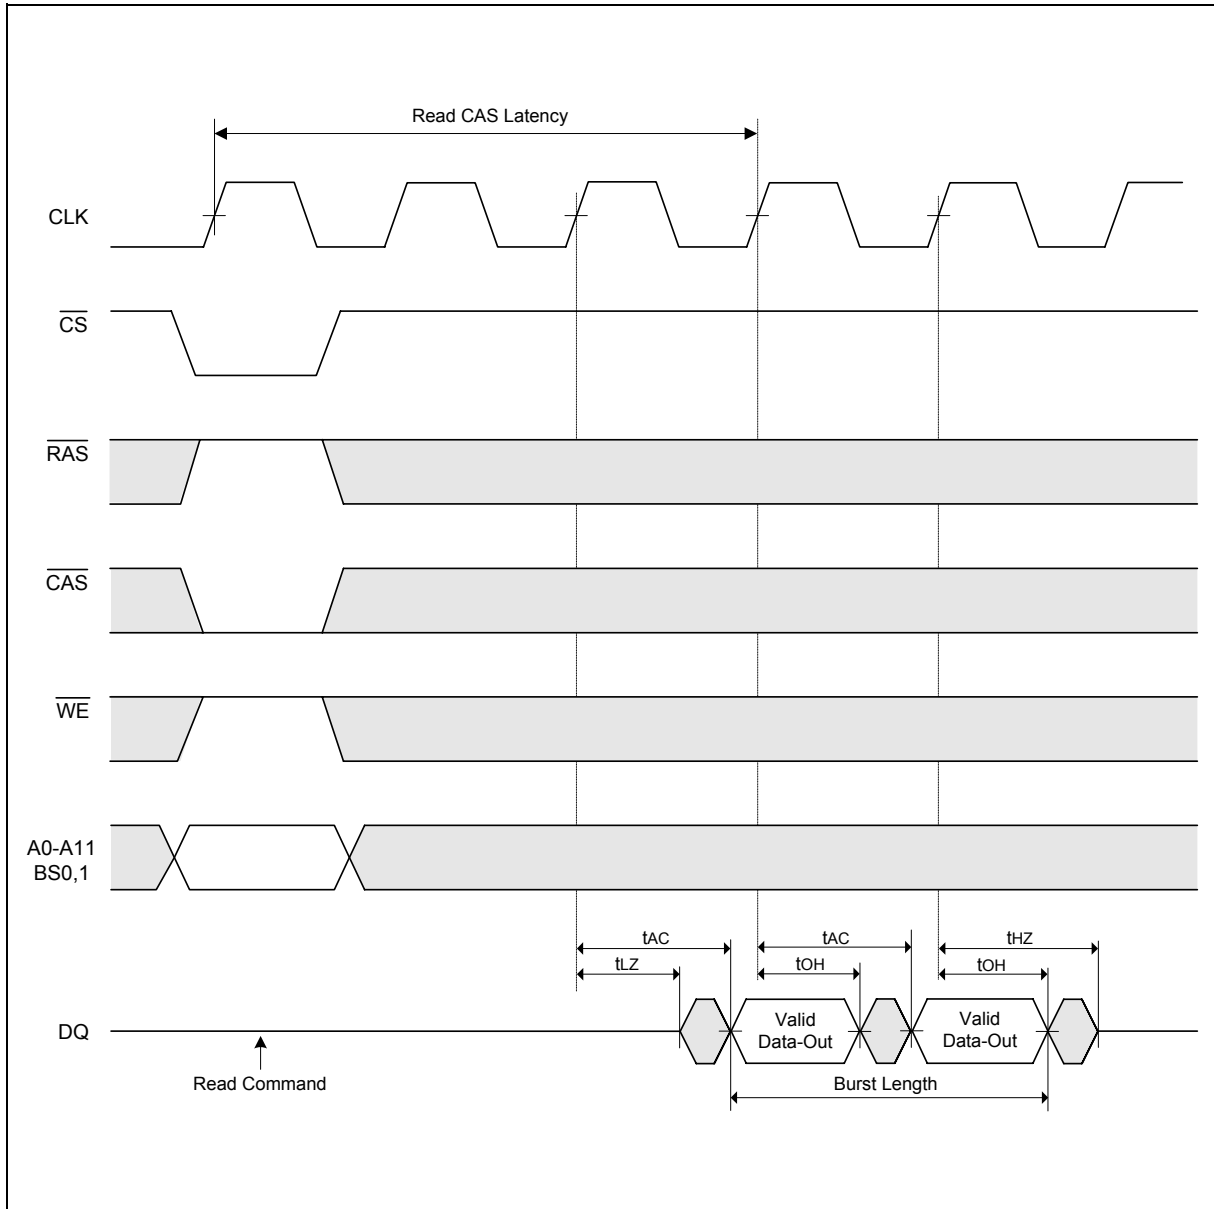 Read CAS Latency
CLK
CS
RAS
CAS
WE
A0-A11
BS0,1
tAC
tAC
tHZ
tLZ
tOH
tOH
DQ
Valid
Data-Out
Valid
Data-Out
Read Command
Burst Length